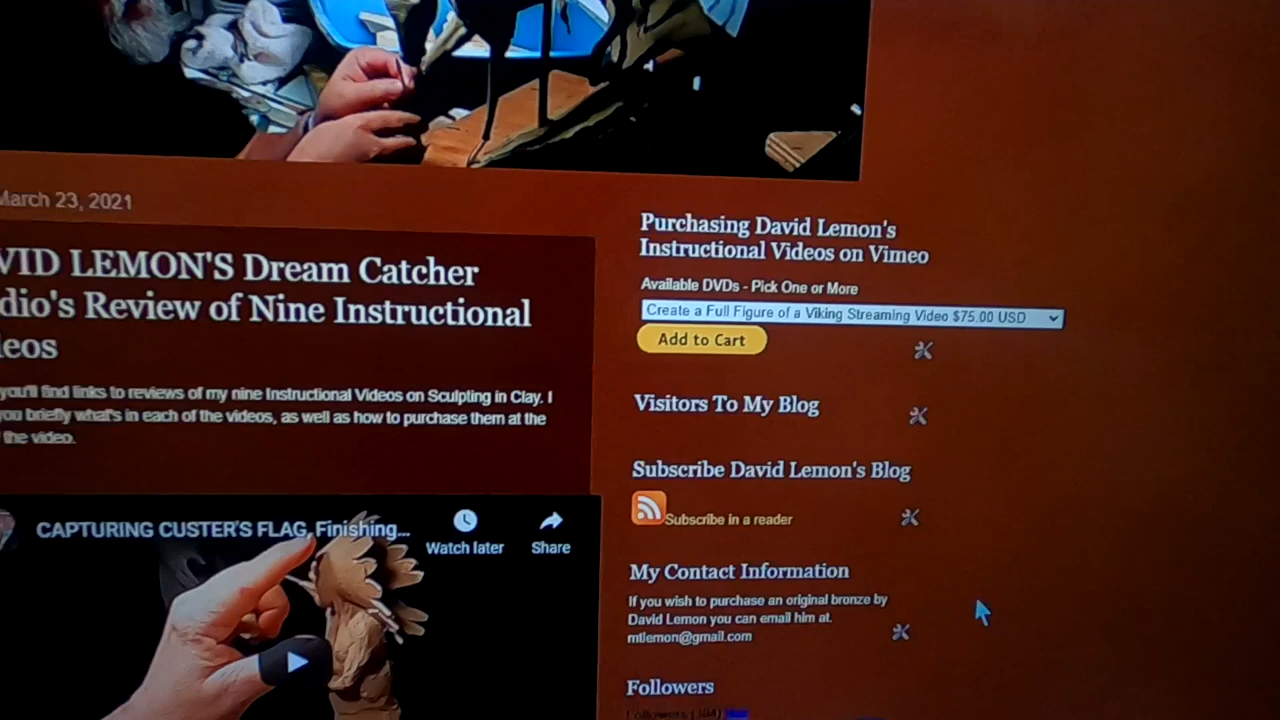 March 23, 2021
VID LEMON'S Dream Catcher
dio's Review of Nine Instructional
eos
you'll find links to reviews of my nine Instructional Videos on Sculpting in Clay. I
you briefly what's in each of the videos, as well as how to purchase them at the
the video.
CAPTURING CUSTER'S FLAG, Finishing...
Watch later
Share
Purchasing David Lemon's
Instructional Videos on Vimeo
Available DVDs - Pick One or More
Create a Full Figure of a Viking Streaming Video $75.00 USD
Add to Cart
Visitors To My Blog
Subscribe David Lemon's Blog
Subscribe in a reader
My Contact Information
If you wish to purchase an original bronze by
David Lemon you can email him at.
mtlemon@gmail.com
Followers